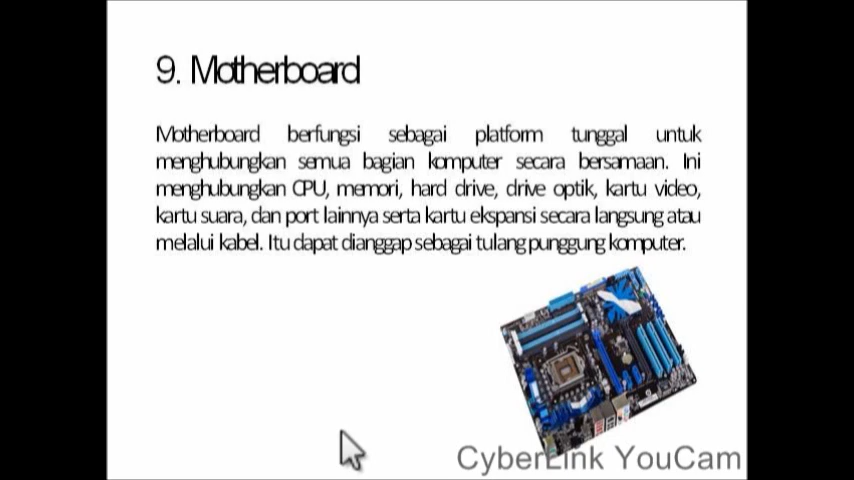 9. Motherboard
Motherboard berfungsi sebagai platform tunggal untuk
menghubungkan semua bagian komputer secara bersamaan. Ini
menghubungkan CPU, memori, hard drive, drive optik, kartu video,
kartu suara, dan port lainnya serta kartu ekspansi secara langsung atau
melalui kabel. Itu dapat dianggap sebagai tulang punggung komputer.
CyberLink YouCam